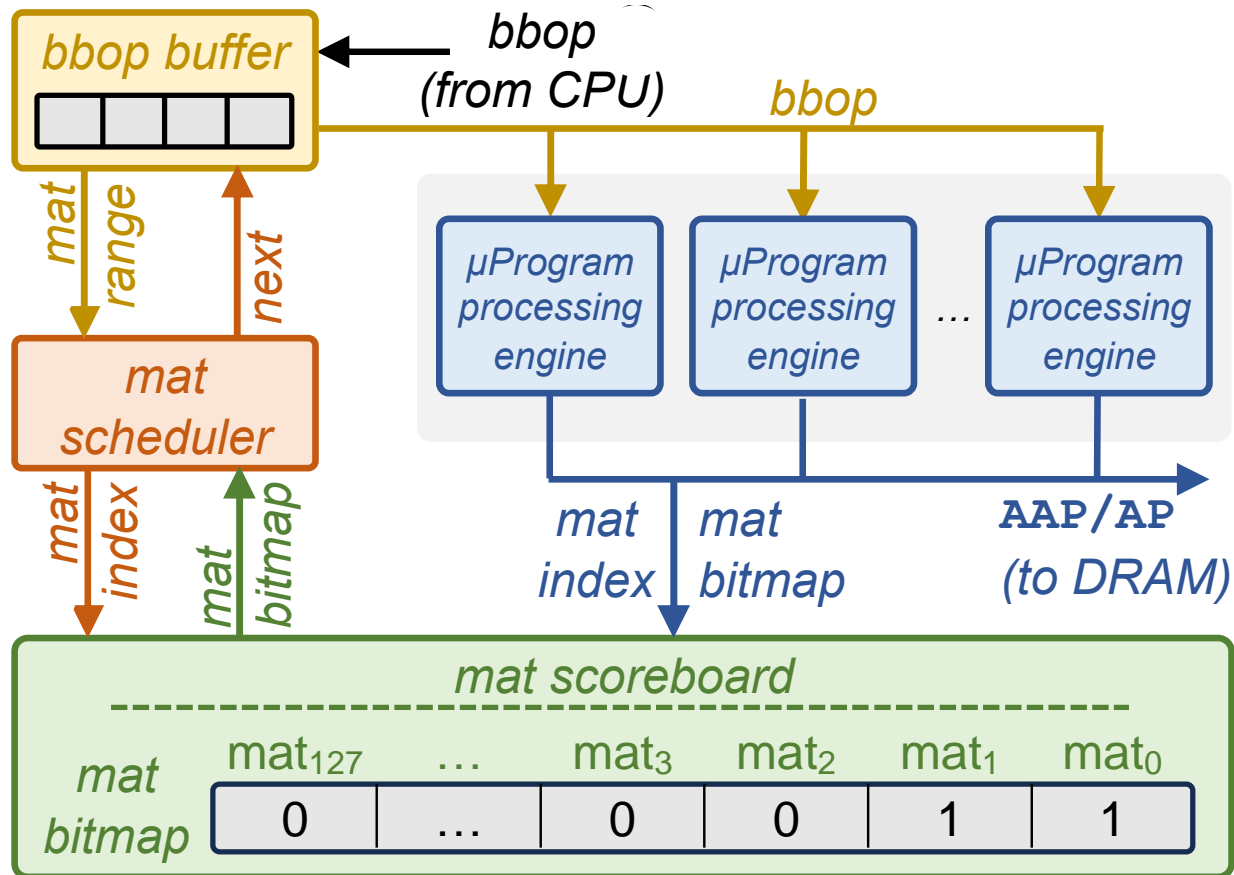 bbop buffer
bbop
(from CPU)
bbop
mat
range
next
μProgram
processing
engine
μProgram
processing
engine
...
μProgram
processing
engine
mat
scheduler
mat
index
mat
bitmap
mat
index
mat
bitmap
AAP/AP
(to DRAM)
mat scoreboard
mat
bitmap
mat₁₂₇ ... mat₃ mat₂ mat₁ mat₀
0 ... 0 0 1 1